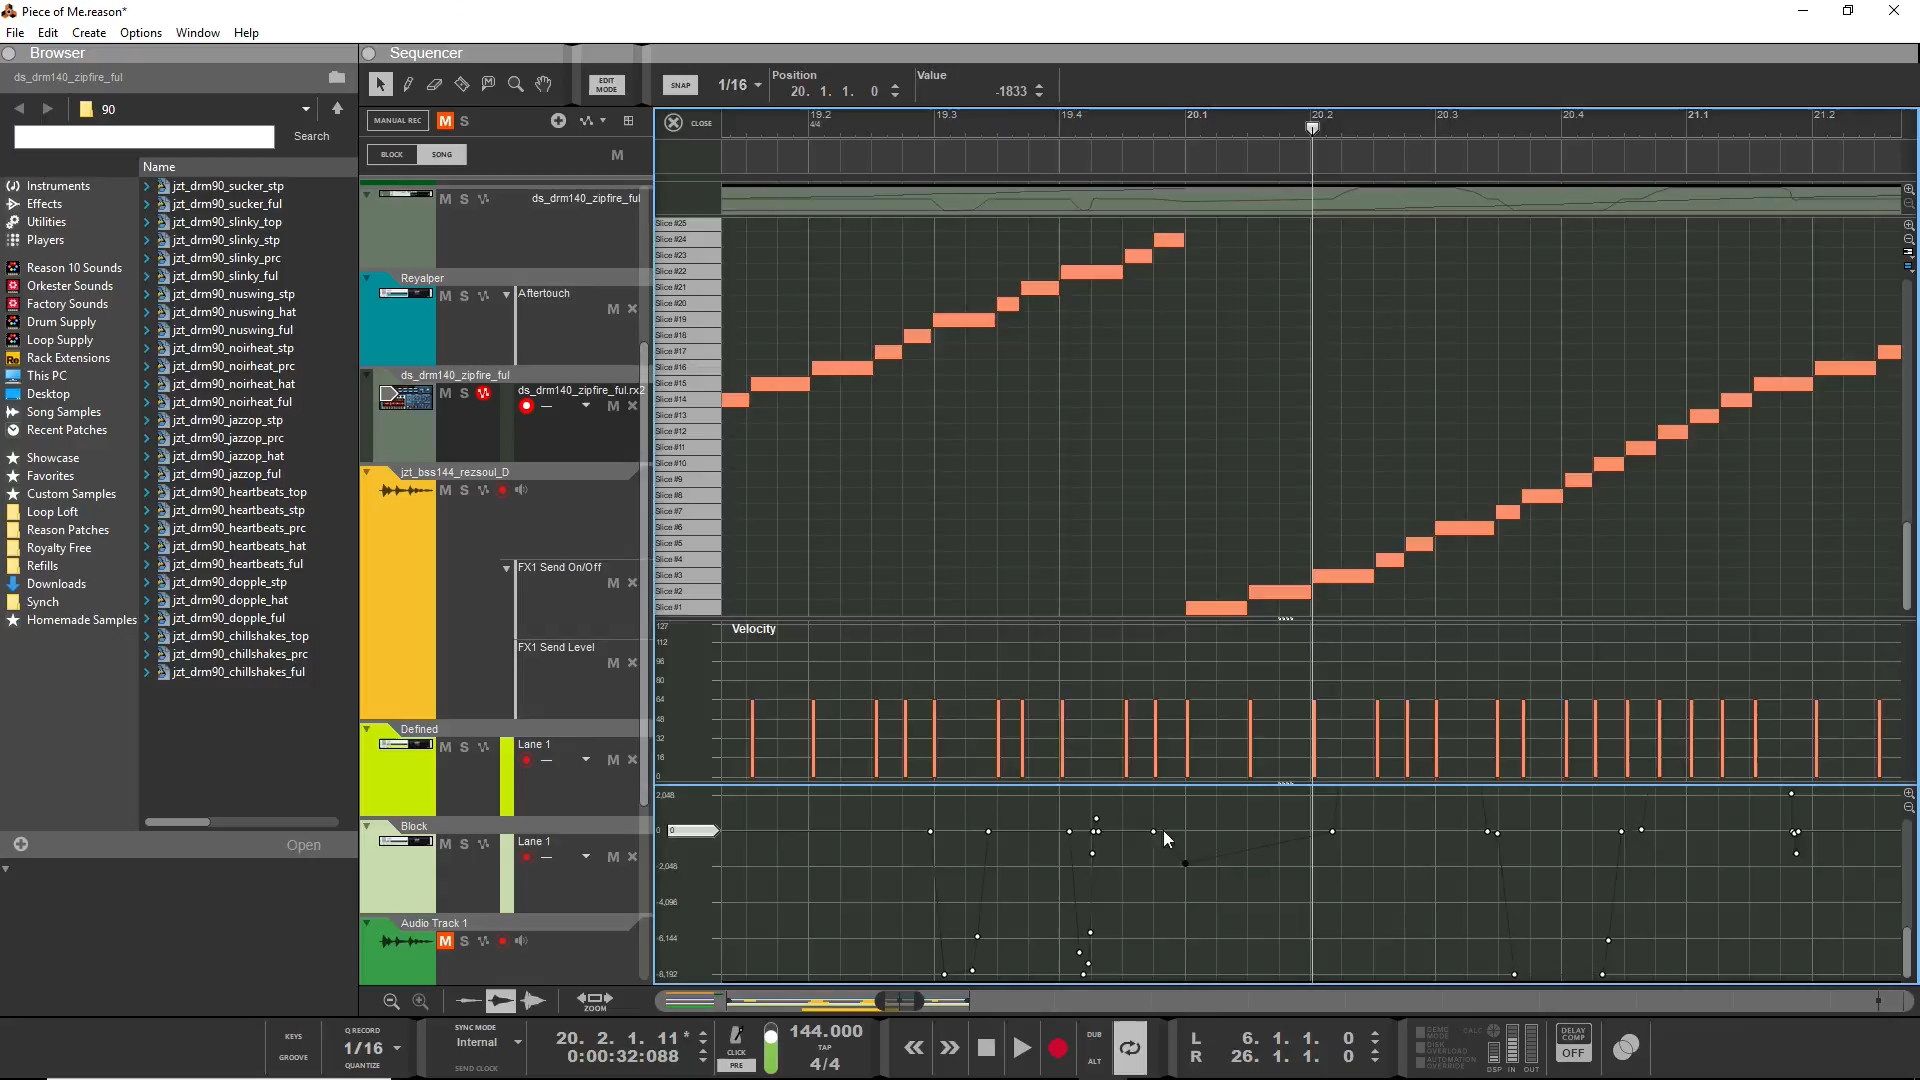 Piece of Me.reason*
File Edit Create Options Window Help
Browser
Sequencer
ds_drm140_zipfire_ful
90
Search
Name
Instruments
Effects
Utilities
Players
Reason 10 Sounds
Orkester Sounds
Factory Sounds
Drum Supply
Loop Supply
Rack Extensions
This PC
Desktop
Song Samples
Recent Patches
Showcase
Favorites
Custom Samples
Loop Loft
Reason Patches
Royalty Free
Refills
Downloads
Synch
Homemade Samples
jzt_drm90_sucker_stp
jzt_drm90_sucker_ful
jzt_drm90_slinky_top
jzt_drm90_slinky_stp
jzt_drm90_slinky_prc
jzt_drm90_slinky_ful
jzt_drm90_nuswing_stp
jzt_drm90_nuswing_hat
jzt_drm90_nuswing_ful
jzt_drm90_noirheat_stp
jzt_drm90_noirheat_prc
jzt_drm90_noirheat_hat
jzt_drm90_noirheat_ful
jzt_drm90_jazzop_stp
jzt_drm90_jazzop_prc
jzt_drm90_jazzop_hat
jzt_drm90_jazzop_ful
jzt_drm90_heartbeats_top
jzt_drm90_heartbeats_stp
jzt_drm90_heartbeats_prc
jzt_drm90_heartbeats_hat
jzt_drm90_heartbeats_ful
jzt_drm90_dopple_stp
jzt_drm90_dopple_hat
jzt_drm90_dopple_ful
jzt_drm90_chillshakes_top
jzt_drm90_chillshakes_prc
jzt_drm90_chillshakes_ful
Open
EDIT MODE
SNAP
1/16
Position
20. 1. 1. 0
Value
-1833
MANUAL REC M S
BLOCK SONG M
M S ds_drm140_zipfire_ful
Reyalper
M S Aftertouch
M
ds_drm140_zipfire_ful
M S ds_drm140_zipfire_ful.rx2
M
jzt_bss144_rezsoul_D
M S
FX1 Send On/Off
M
FX1 Send Level
M
Defined
M S Lane 1
M
Block
M S Lane 1
M
Audio Track 1
M S
CLOSE
19.2 19.3 19.4 20.1 20.2 20.3 20.4 21.1 21.2
4/4
Slice #25
Slice #24
Slice #23
Slice #22
Slice #21
Slice #20
Slice #19
Slice #18
Slice #17
Slice #16
Slice #15
Slice #14
Slice #13
Slice #12
Slice #11
Slice #10
Slice #9
Slice #8
Slice #7
Slice #6
Slice #5
Slice #4
Slice #3
Slice #2
Slice #1
Velocity
127
112
96
80
64
48
32
16
0
2,048
0 0
-2,048
-4,096
-6,144
-8,192
ZOOM
KEYS
GROOVE
Q RECORD
1/16
QUANTIZE
SYNC MODE
Internal
SEND CLOCK
20. 2. 1. 11 *
0:00:32:088
CLICK
PRE
144.000
TAP
4/4
DUB
ALT
L 6. 1. 1. 0
R 26. 1. 1. 0
DEMO MODE
DISK OVERLOAD
AUTOMATION OVERRIDE
CALC
DSP IN OUT
DELAY COMP
OFF